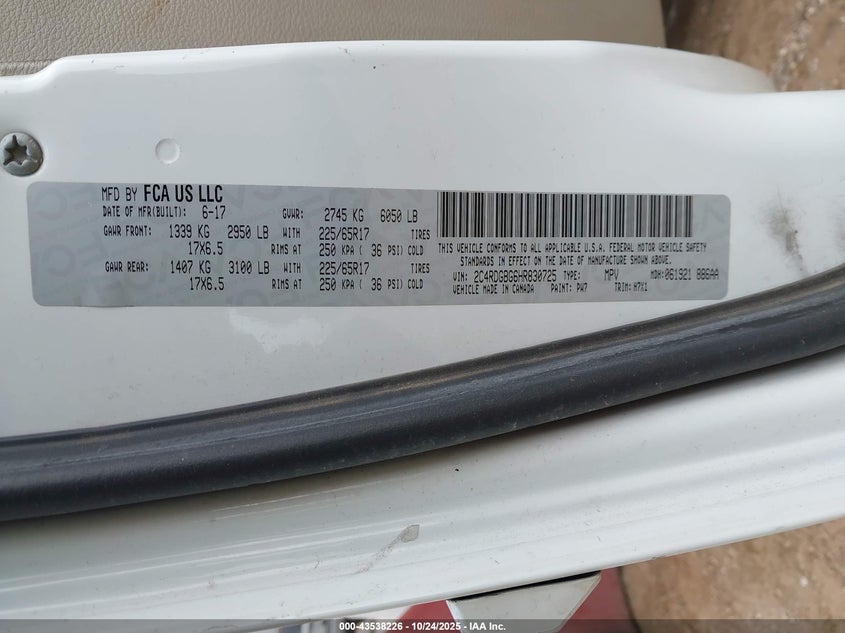 MFD BY FCA US LLC
DATE OF MFR(BUILT): 6-17 GVWR: 2745 KG 6050 LB
GAWR FRONT: 1339 KG 2950 LB WITH 225/65R17 TIRES
17X6.5 RIMS AT 250 KPA ( 36 PSI) COLD
GAWR REAR: 1407 KG 3100 LB WITH 225/65R17 TIRES
17X6.5 RIMS AT 250 KPA ( 36 PSI) COLD
THIS VEHICLE CONFORMS TO ALL APPLICABLE U.S.A. FEDERAL MOTOR VEHICLE SAFETY
STANDARDS IN EFFECT ON THE DATE OF MANUFACTURE SHOWN ABOVE.
VIN: 2C4RDGBG6HR830725 TYPE: MPV MDH: 061921 886AA
VEHICLE MADE IN CANADA PAINT: PW7 TRIM: H7X1
000-43538226 - 10/24/2025 - IAA Inc.